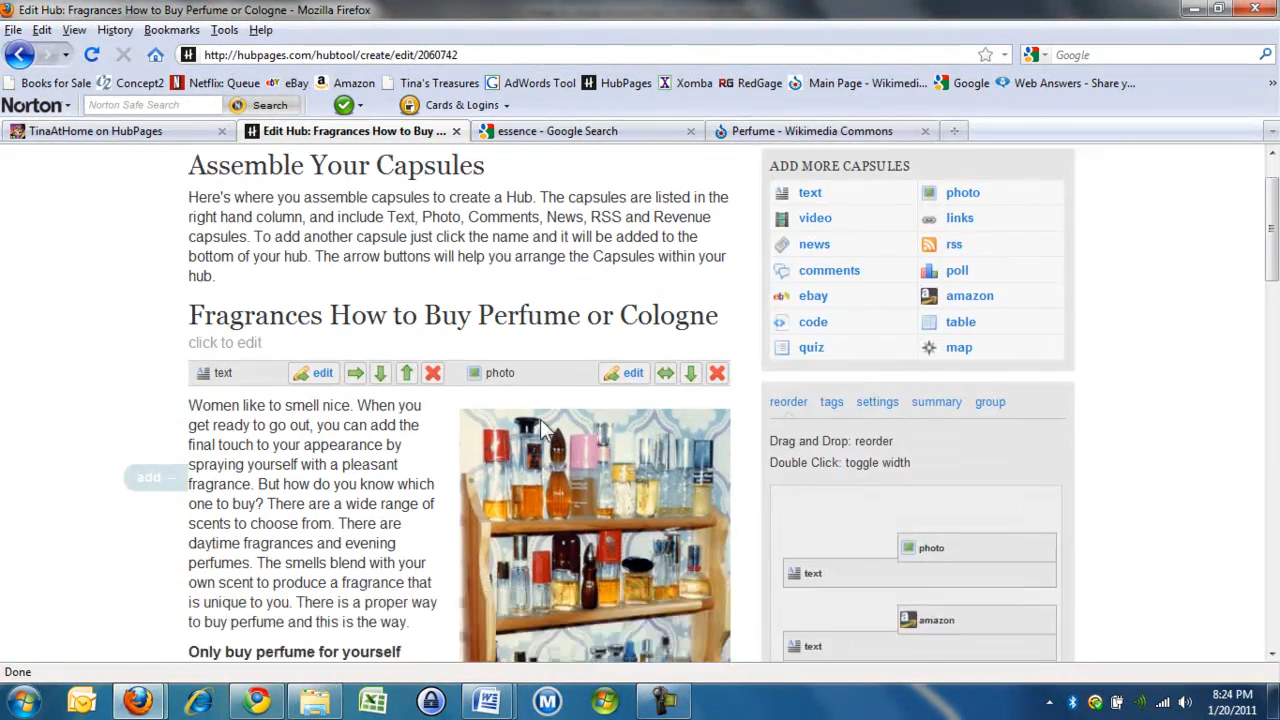 Edit Hub: Fragrances How to Buy Perfume or Cologne - Mozilla Firefox
File Edit View History Bookmarks Tools Help
http://hubpages.com/hubtool/create/edit/2060742
Google
Books for Sale Concept2 Netflix Queue eBay Amazon Tina's Treasures AdWords Tool HubPages Xomba RedGage Main Page - Wikimedi... Google Web Answers - Share y...
Norton Norton Safe Search Search Cards & Logins
TinaAtHome on HubPages Edit Hub: Fragrances How to Buy ... essence - Google Search Perfume - Wikimedia Commons
Assemble Your Capsules
Here's where you assemble capsules to create a Hub. The capsules are listed in the
right hand column, and include Text, Photo, Comments, News, RSS and Revenue
capsules. To add another capsule just click the name and it will be added to the
bottom of your hub. The arrow buttons will help you arrange the Capsules within your
hub.
Fragrances How to Buy Perfume or Cologne
click to edit
text edit photo edit
Women like to smell nice. When you
get ready to go out, you can add the
final touch to your appearance by
spraying yourself with a pleasant
fragrance. But how do you know which
one to buy? There are a wide range of
scents to choose from. There are
daytime fragrances and evening
perfumes. The smells blend with your
own scent to produce a fragrance that
is unique to you. There is a proper way
to buy perfume and this is the way.
Only buy perfume for yourself
add
ADD MORE CAPSULES
text photo
video links
news rss
comments poll
ebay amazon
code table
quiz map
reorder tags settings summary group
Drag and Drop: reorder
Double Click: toggle width
photo
text
amazon
text
Done
8:24 PM
1/20/2011